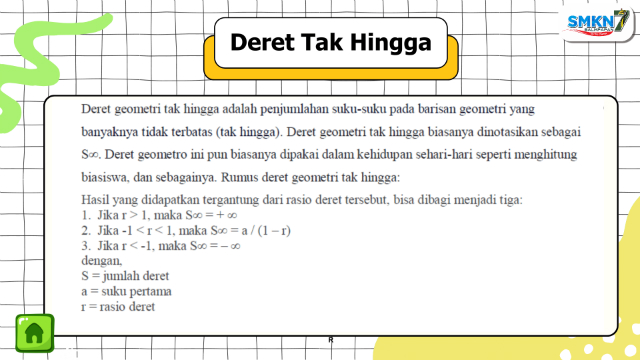 SMKN 7
Deret Tak Hingga
Deret geometri tak hingga adalah penjumlahan suku-suku pada barisan geometri yang
banyaknya tidak terbatas (tak hingga). Deret geometri tak hingga biasanya dinotasikan sebagai
S∞. Deret geometro ini pun biasanya dipakai dalam kehidupan sehari-hari seperti menghitung
biasiswa, dan sebagainya. Rumus deret geometri tak hingga:
Hasil yang didapatkan tergantung dari rasio deret tersebut, bisa dibagi menjadi tiga:
1. Jika r > 1, maka S∞ = + ∞
2. Jika -1 < r < 1, maka S∞ = a / (1 – r)
3. Jika r < -1, maka S∞ = – ∞
dengan,
S = jumlah deret
a = suku pertama
r = rasio deret
R